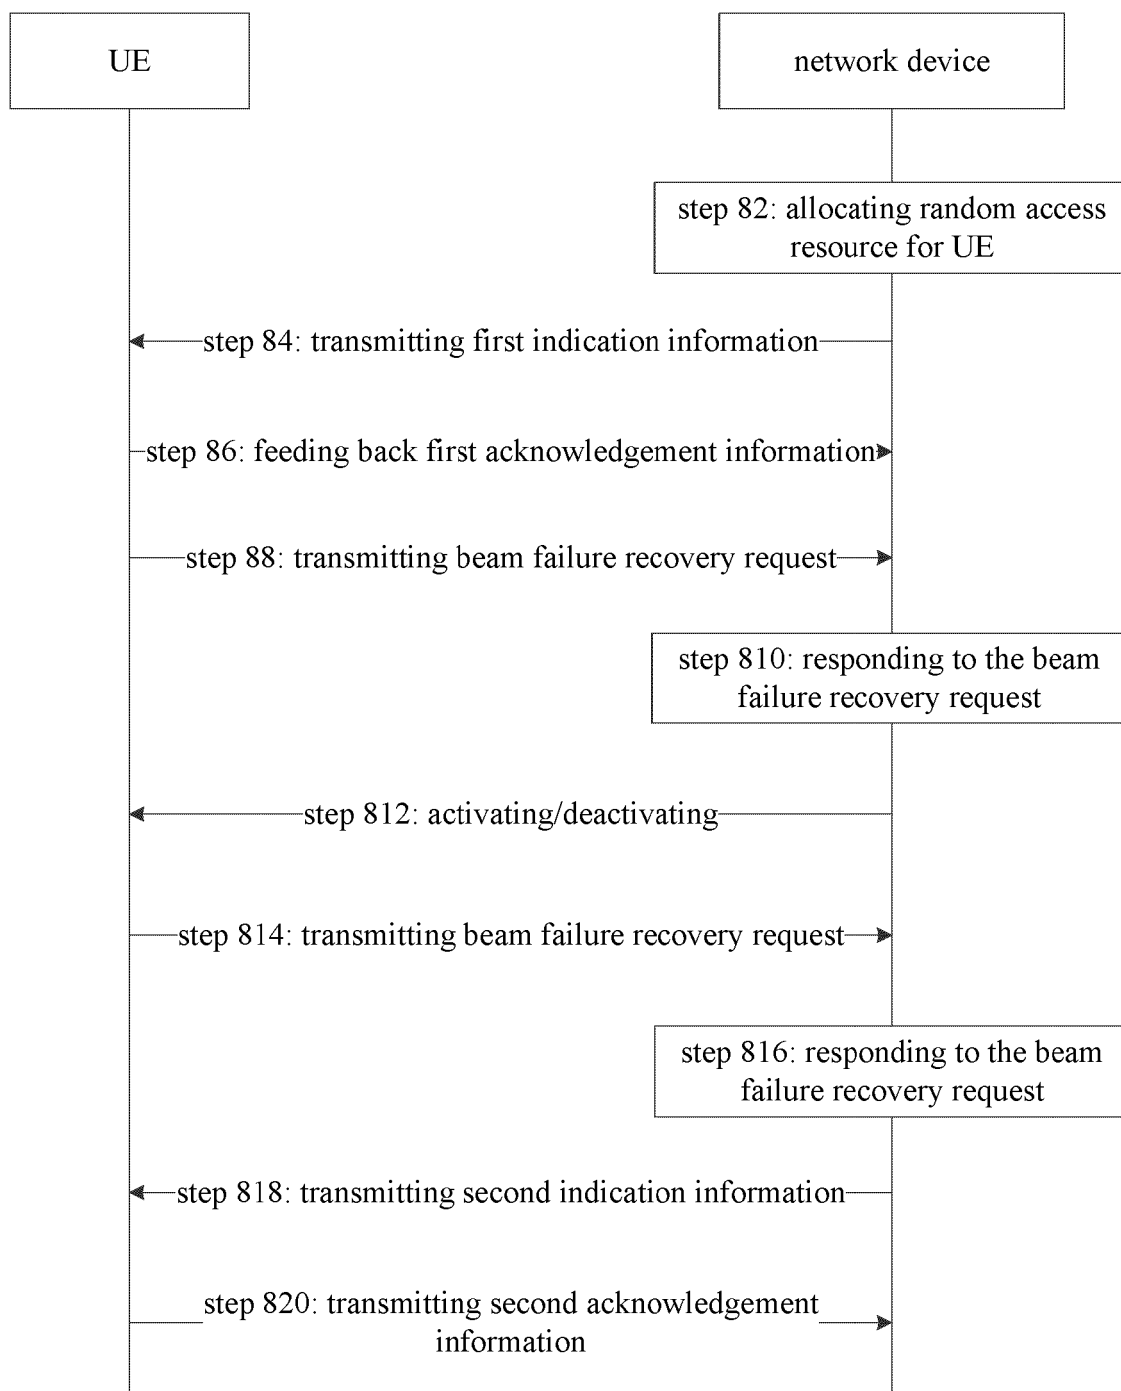 UE
network device
step 82: allocating random access
resource for UE
step 84: transmitting first indication information
step 86: feeding back first acknowledgement information
step 88: transmitting beam failure recovery request
step 810: responding to the beam
failure recovery request
step 812: activating/deactivating
step 814: transmitting beam failure recovery request
step 816: responding to the beam
failure recovery request
step 818: transmitting second indication information
step 820: transmitting second acknowledgement
information